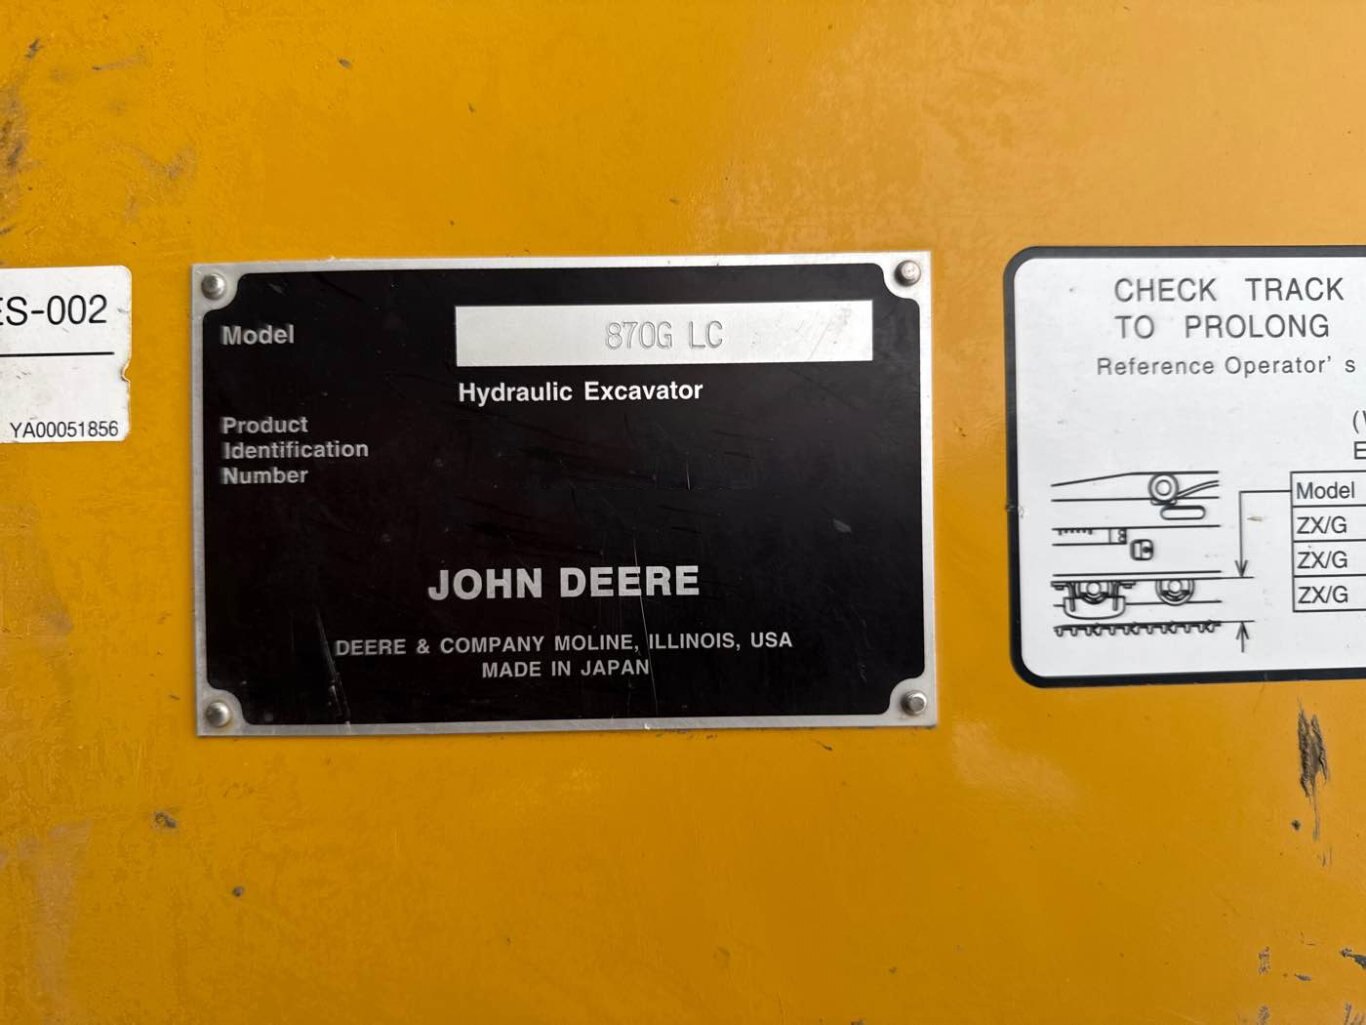 ES-002
YA00051856
Model 870G LC
Hydraulic Excavator
Product
Identification
Number
JOHN DEERE
DEERE & COMPANY MOLINE, ILLINOIS, USA
MADE IN JAPAN
CHECK TRACK
TO PROLONG
Reference Operator's
(
E
Model
ZX/G
ZX/G
ZX/G